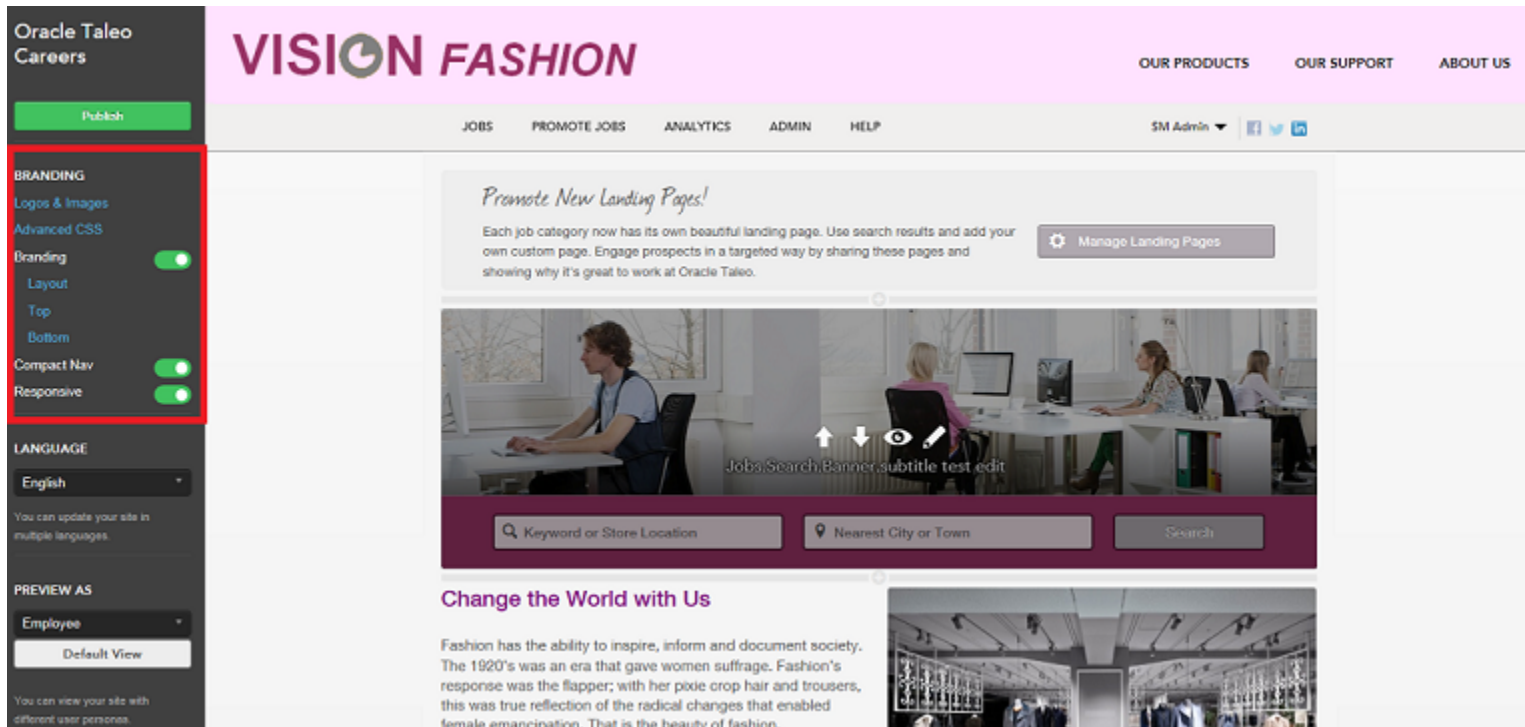 Oracle Taleo
Careers
Publish
BRANDING
Logos & Images
Advanced CSS
Branding
Layout
Top
Bottom
Compact Nav
Responsive
LANGUAGE
English
You can update your site in
multiple languages.
PREVIEW AS
Employee
Default View
You can view your site with
different user personas.
VISION FASHION
OUR PRODUCTS
OUR SUPPORT
ABOUT US
JOBS
PROMOTE JOBS
ANALYTICS
ADMIN
HELP
SM Admin
Promote New Landing Pages!
Each job category now has its own beautiful landing page. Use search results and add your
own custom page. Engage prospects in a targeted way by sharing these pages and
showing why it's great to work at Oracle Taleo.
Manage Landing Pages
Jobs.Search.Banner.subtitle test edit
Keyword or Store Location
Nearest City or Town
Search
Change the World with Us
Fashion has the ability to inspire, inform and document society.
The 1920's was an era that gave women suffrage. Fashion's
response was the flapper; with her pixie crop hair and trousers,
this was true reflection of the radical changes that enabled
female emancipation. That is the beauty of fashion.